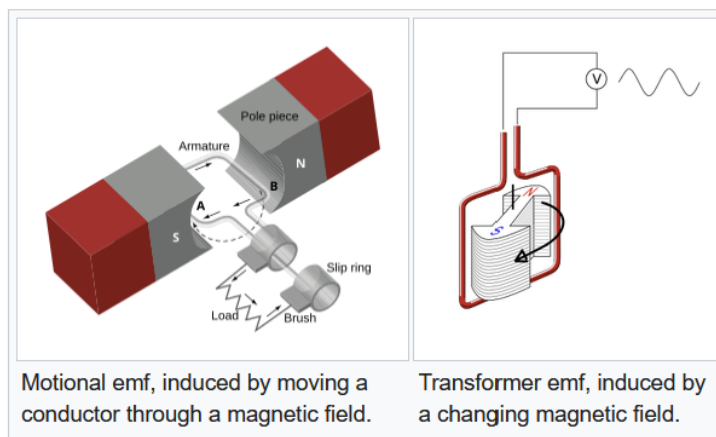 Pole piece
Armature
N
B
A
S
Slip ring
Load
Brush
V
N
S
Motional emf, induced by moving a
conductor through a magnetic field.
Transformer emf, induced by
a changing magnetic field.